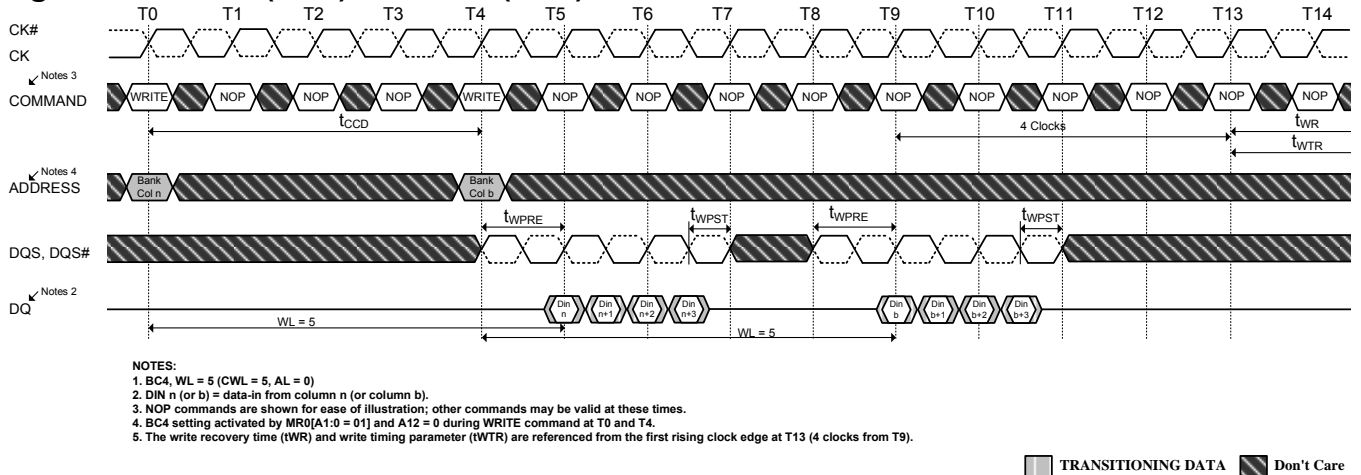 T0 T1 T2 T3 T4 T5 T6 T7 T8 T9 T10 T11 T12 T13 T14
CK#
CK
Notes 3
COMMAND
WRITE NOP NOP NOP WRITE NOP NOP NOP NOP NOP NOP NOP NOP NOP NOP
tCCD
4 Clocks
tWR
tWTR
Notes 4
ADDRESS
Bank Col n
Bank Col b
tWPRE
tWPST
tWPRE
tWPST
DQS, DQS#
Notes 2
DQ
Din n
Din n+1
Din n+2
Din n+3
Din b
Din b+1
Din b+2
Din b+3
WL = 5
WL = 5
NOTES:
1. BC4, WL = 5 (CWL = 5, AL = 0)
2. DIN n (or b) = data-in from column n (or column b).
3. NOP commands are shown for ease of illustration; other commands may be valid at these times.
4. BC4 setting activated by MR0[A1:0 = 01] and A12 = 0 during WRITE command at T0 and T4.
5. The write recovery time (tWR) and write timing parameter (tWTR) are referenced from the first rising clock edge at T13 (4 clocks from T9).
TRANSITIONING DATA
Don't Care